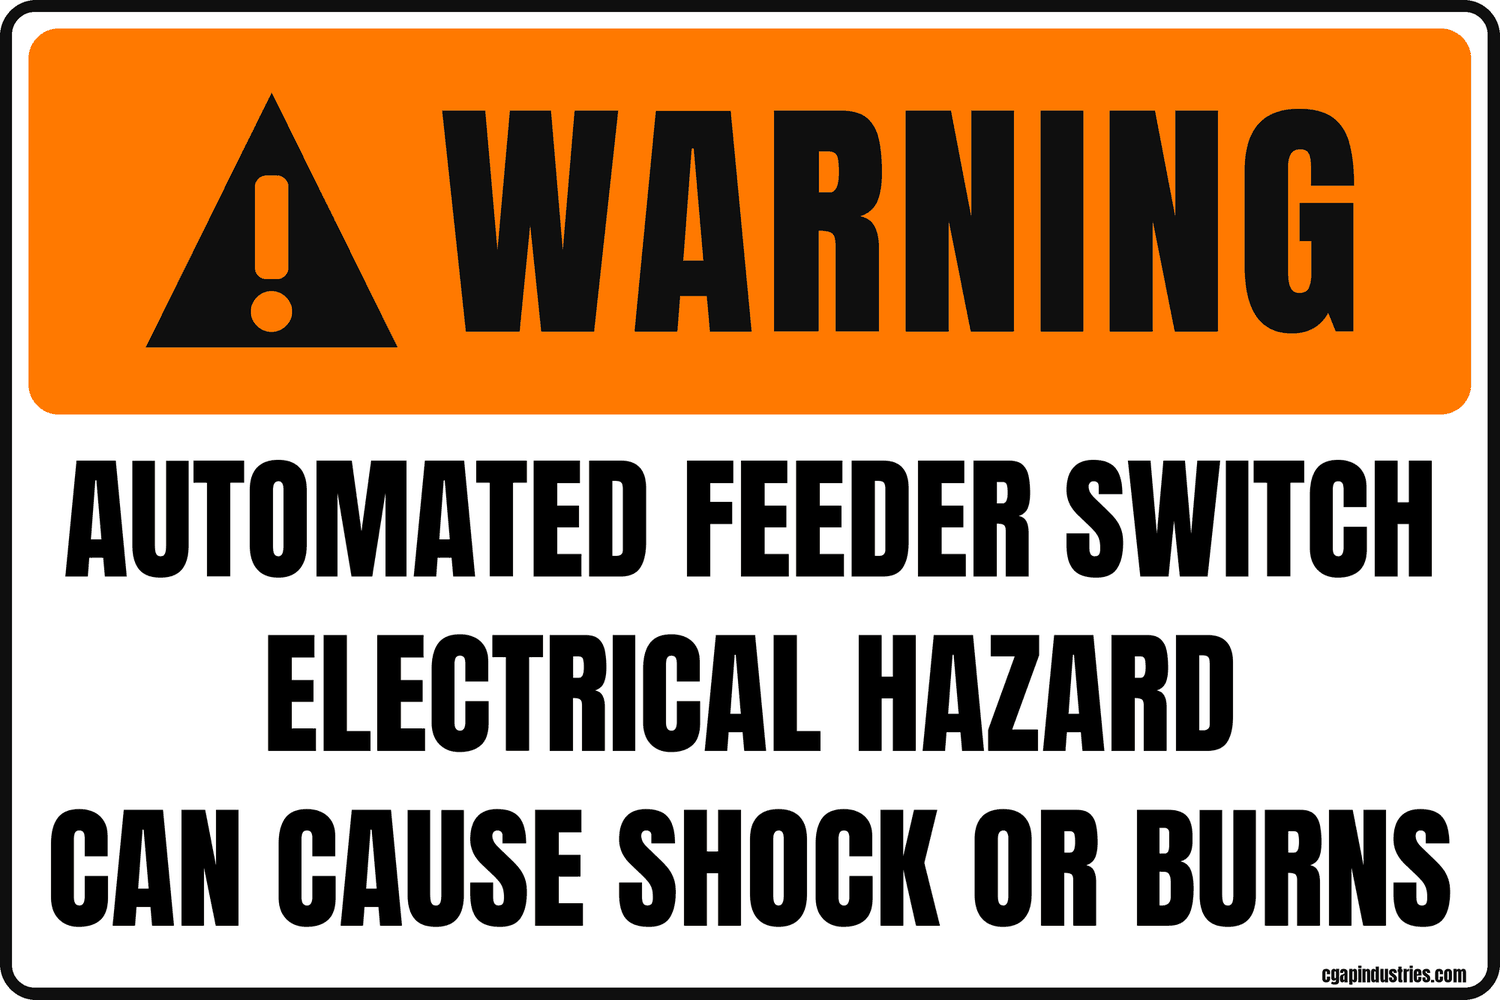 WARNING
AUTOMATED FEEDER SWITCH
ELECTRICAL HAZARD
CAN CAUSE SHOCK OR BURNS
cgapindustries.com